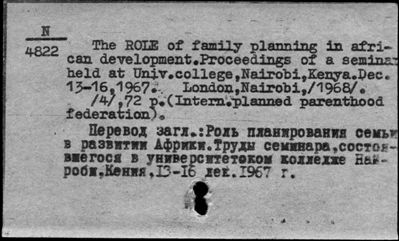 N
4822
The ROLE of family planning in afri-
can development.Proceedings of a seminar
held at Univ.college,Nairobi,Kenya.Dec.
13-16,1967. London,Nairobi,/1968/.
/4/,72 p.(Intern.planned parenthood
federation).
Перевод загл.:Роль планирования семьи
в развитии Африки.Труды семинара,состоя-
вшегося в университетском колледже Най-
роби,Кения,13-16 дек.1967 г.